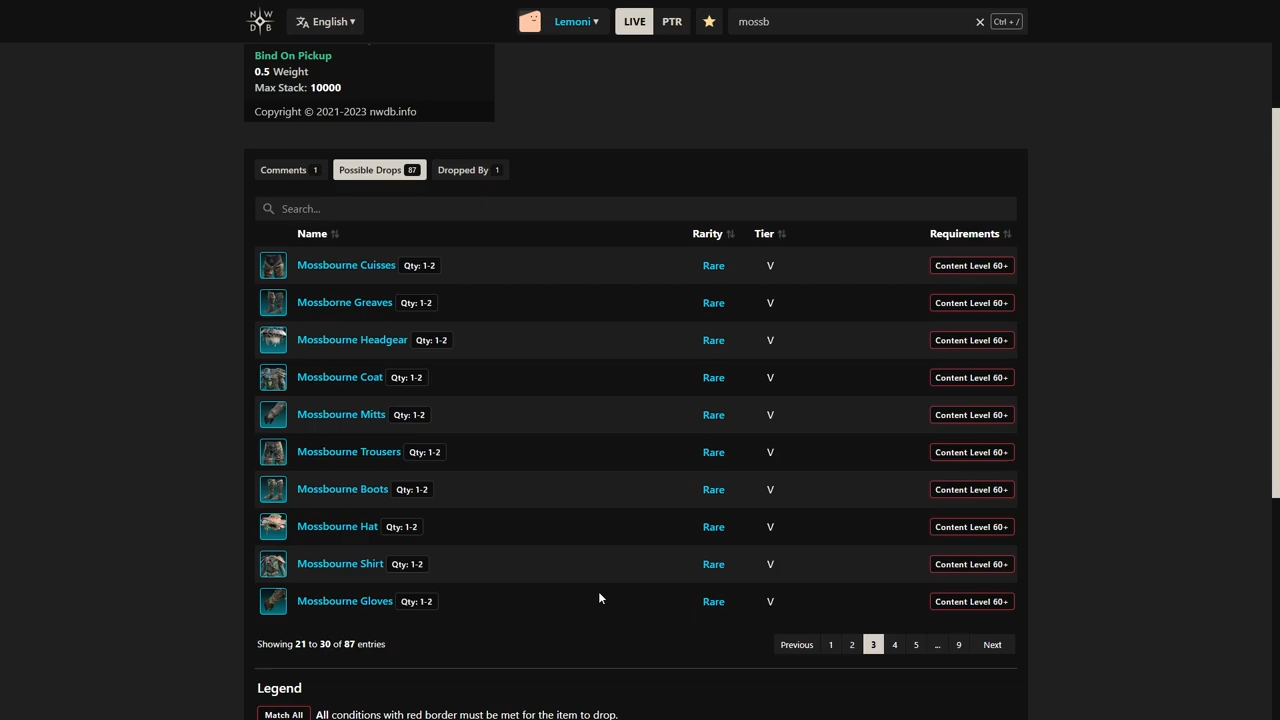 NW
DB
English ▾
Lemoni ▾
LIVE
PTR
mossb
Ctrl + /
Bind On Pickup
0.5 Weight
Max Stack: 10000
Copyright © 2021-2023 nwdb.info
Comments 1
Possible Drops 87
Dropped By 1
Search...
Name Rarity Tier Requirements
Mossbourne Cuisses Qty: 1-2 Rare V Content Level 60+
Mossborne Greaves Qty: 1-2 Rare V Content Level 60+
Mossbourne Headgear Qty: 1-2 Rare V Content Level 60+
Mossbourne Coat Qty: 1-2 Rare V Content Level 60+
Mossbourne Mitts Qty: 1-2 Rare V Content Level 60+
Mossbourne Trousers Qty: 1-2 Rare V Content Level 60+
Mossbourne Boots Qty: 1-2 Rare V Content Level 60+
Mossbourne Hat Qty: 1-2 Rare V Content Level 60+
Mossbourne Shirt Qty: 1-2 Rare V Content Level 60+
Mossbourne Gloves Qty: 1-2 Rare V Content Level 60+
Showing 21 to 30 of 87 entries
Previous 1 2 3 4 5 ... 9 Next
Legend
Match All All conditions with red border must be met for the item to drop.